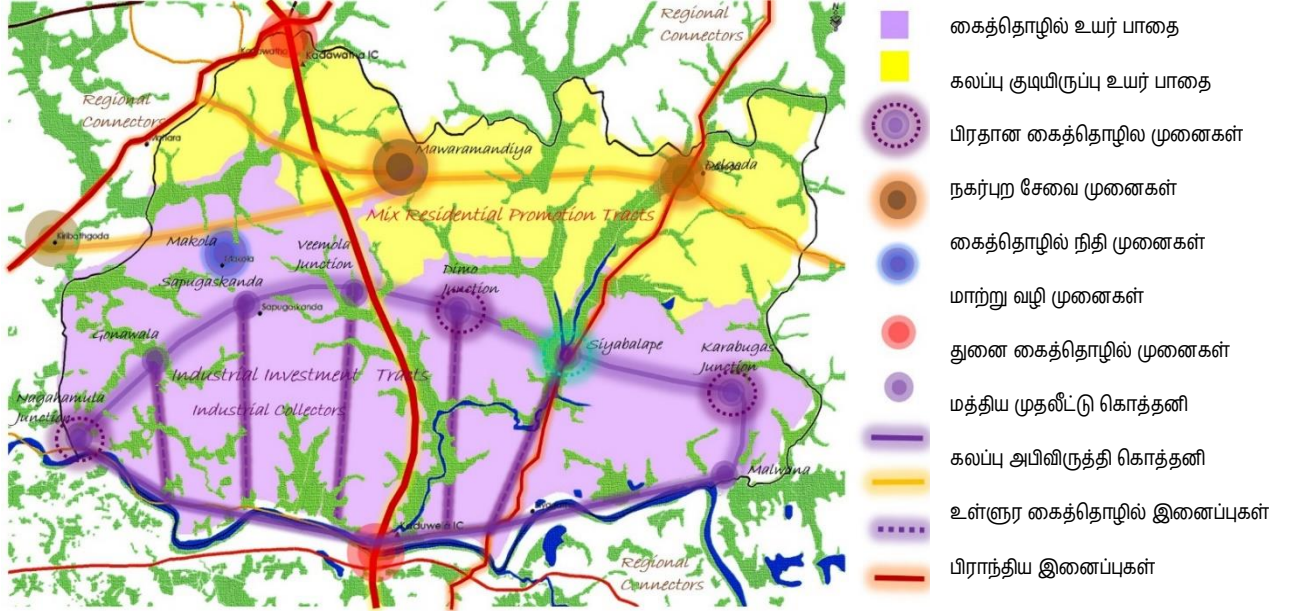 Regional
Connectors
Kadawatha
Kadawatha IC
Regional
Connectors
Mahara
Mawaramandiya
Delgoda
Kiribathgoda
Mix Residential Promotion Tracts
Makola
Makola
Veembla
Junction
Sapugaskanda
Sapugaskanda
Dimo
Junction
Gonawala
Siyabalape
Karabugas
Junction
Industrial Investment Tracts
Industrial Collectors
Nagahamula
Junction
Malwana
Kaduwela IC
Regional
Connectors
கைத்தொழில் உயர் பாதை
கலப்பு குடியிருப்பு உயர் பாதை
பிரதான கைத்தொழில முனைகள்
நகர்புற சேவை முனைகள்
கைத்தொழில் நிதி முனைகள்
மாற்று வழி முனைகள்
துனை கைத்தொழில் முனைகள்
மத்திய முதலீட்டு கொத்தனி
கலப்பு அபிவிருத்தி கொத்தனி
உள்ளுர கைத்தொழில் இனைப்புகள்
பிராந்திய இனைப்புகள்